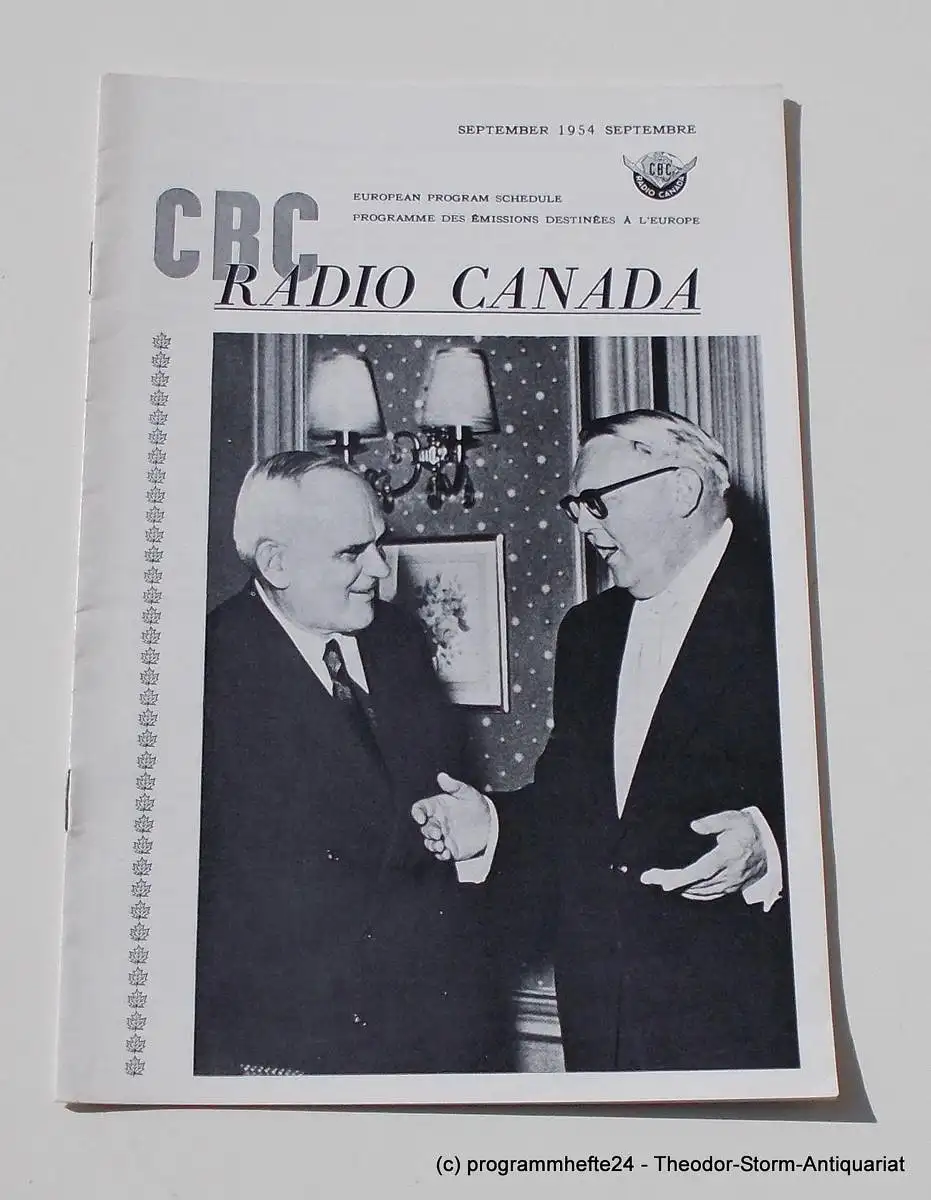 SEPTEMBER 1954 SEPTEMBRE
CBC
RADIO CANADA
CBC
EUROPEAN PROGRAM SCHEDULE
PROGRAMME DES ÉMISSIONS DESTINÉES À L'EUROPE
RADIO CANADA
(c) programmhefte24 - Theodor-Storm-Antiquariat